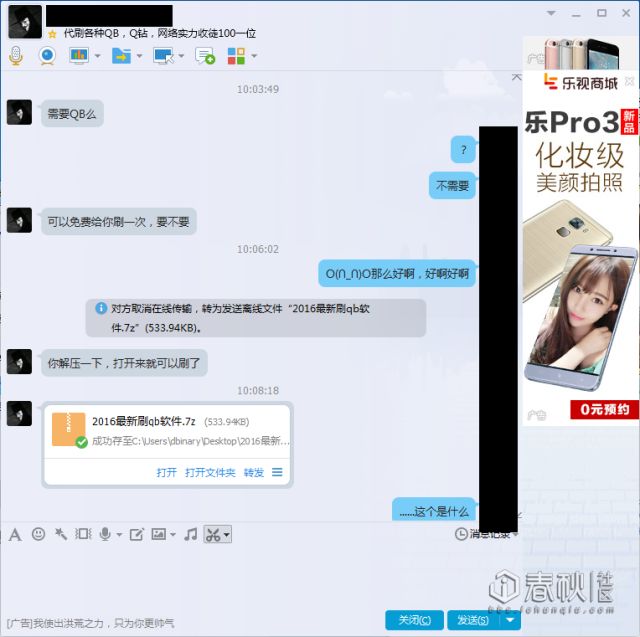 代刷各种QB，Q钻，网络实力收徒100一位
10:03:49
需要QB么
?
不需要
可以免费给你刷一次，要不要
10:06:02
O(∩_∩)O那么好啊，好啊好啊
对方取消在线传输，转为发送离线文件“2016最新刷qb软
件.7z”(533.94KB)。
你解压一下，打开来就可以刷了
10:08:18
2016最新刷qb软件.7z (533.94KB)
成功存至C:\Users\dbinary\Desktop\2016最新...
打开 打开文件夹 转发
......这个是什么
消息记录
[广告]我使出洪荒之力，只为你更帅气
关闭(C) 发送(S)
广告
乐视商城
乐Pro3 新品
化妆级
美颜拍照
广告
0元预约
春秋社区
bbs.ichunqiu.com